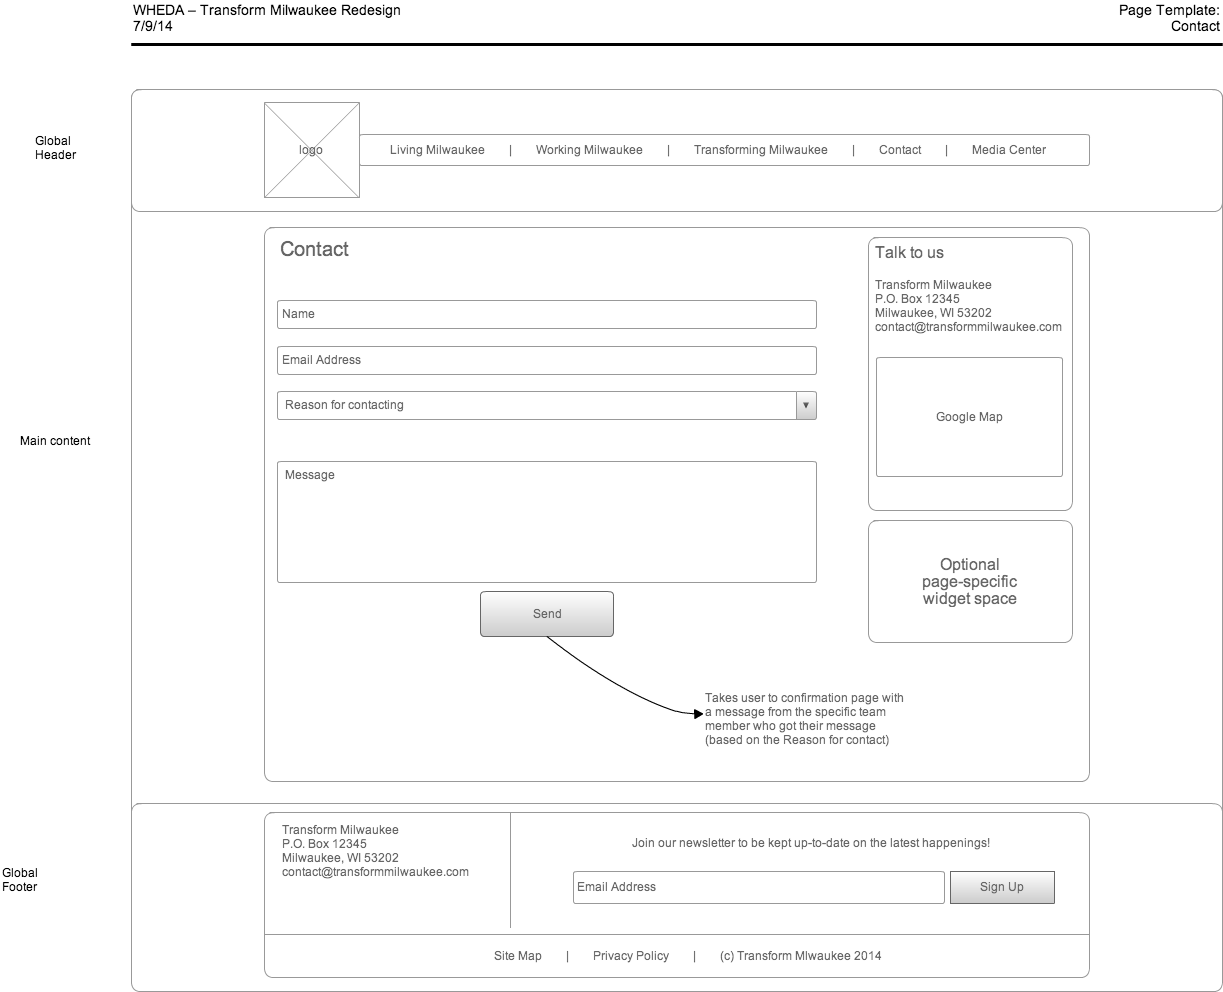 WHEDA – Transform Milwaukee Redesign
7/9/14
Page Template:
Contact
Global
Header
logo
Living Milwaukee | Working Milwaukee | Transforming Milwaukee | Contact | Media Center
Main content
Contact
Name
Email Address
Reason for contacting
Message
Send
Takes user to confirmation page with
a message from the specific team
member who got their message
(based on the Reason for contact)
Talk to us
Transform Milwaukee
P.O. Box 12345
Milwaukee, WI 53202
contact@transformmilwaukee.com
Google Map
Optional
page-specific
widget space
Global
Footer
Transform Milwaukee
P.O. Box 12345
Milwaukee, WI 53202
contact@transformmilwaukee.com
Join our newsletter to be kept up-to-date on the latest happenings!
Email Address
Sign Up
Site Map | Privacy Policy | (c) Transform MIwaukee 2014